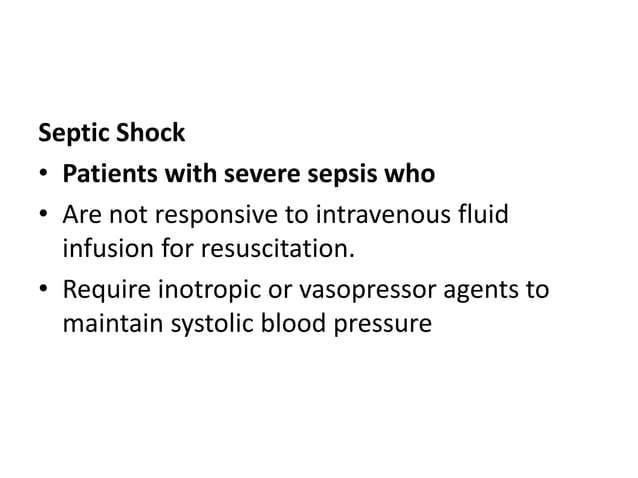 Septic Shock
• Patients with severe sepsis who
• Are not responsive to intravenous fluid
infusion for resuscitation.
• Require inotropic or vasopressor agents to
maintain systolic blood pressure